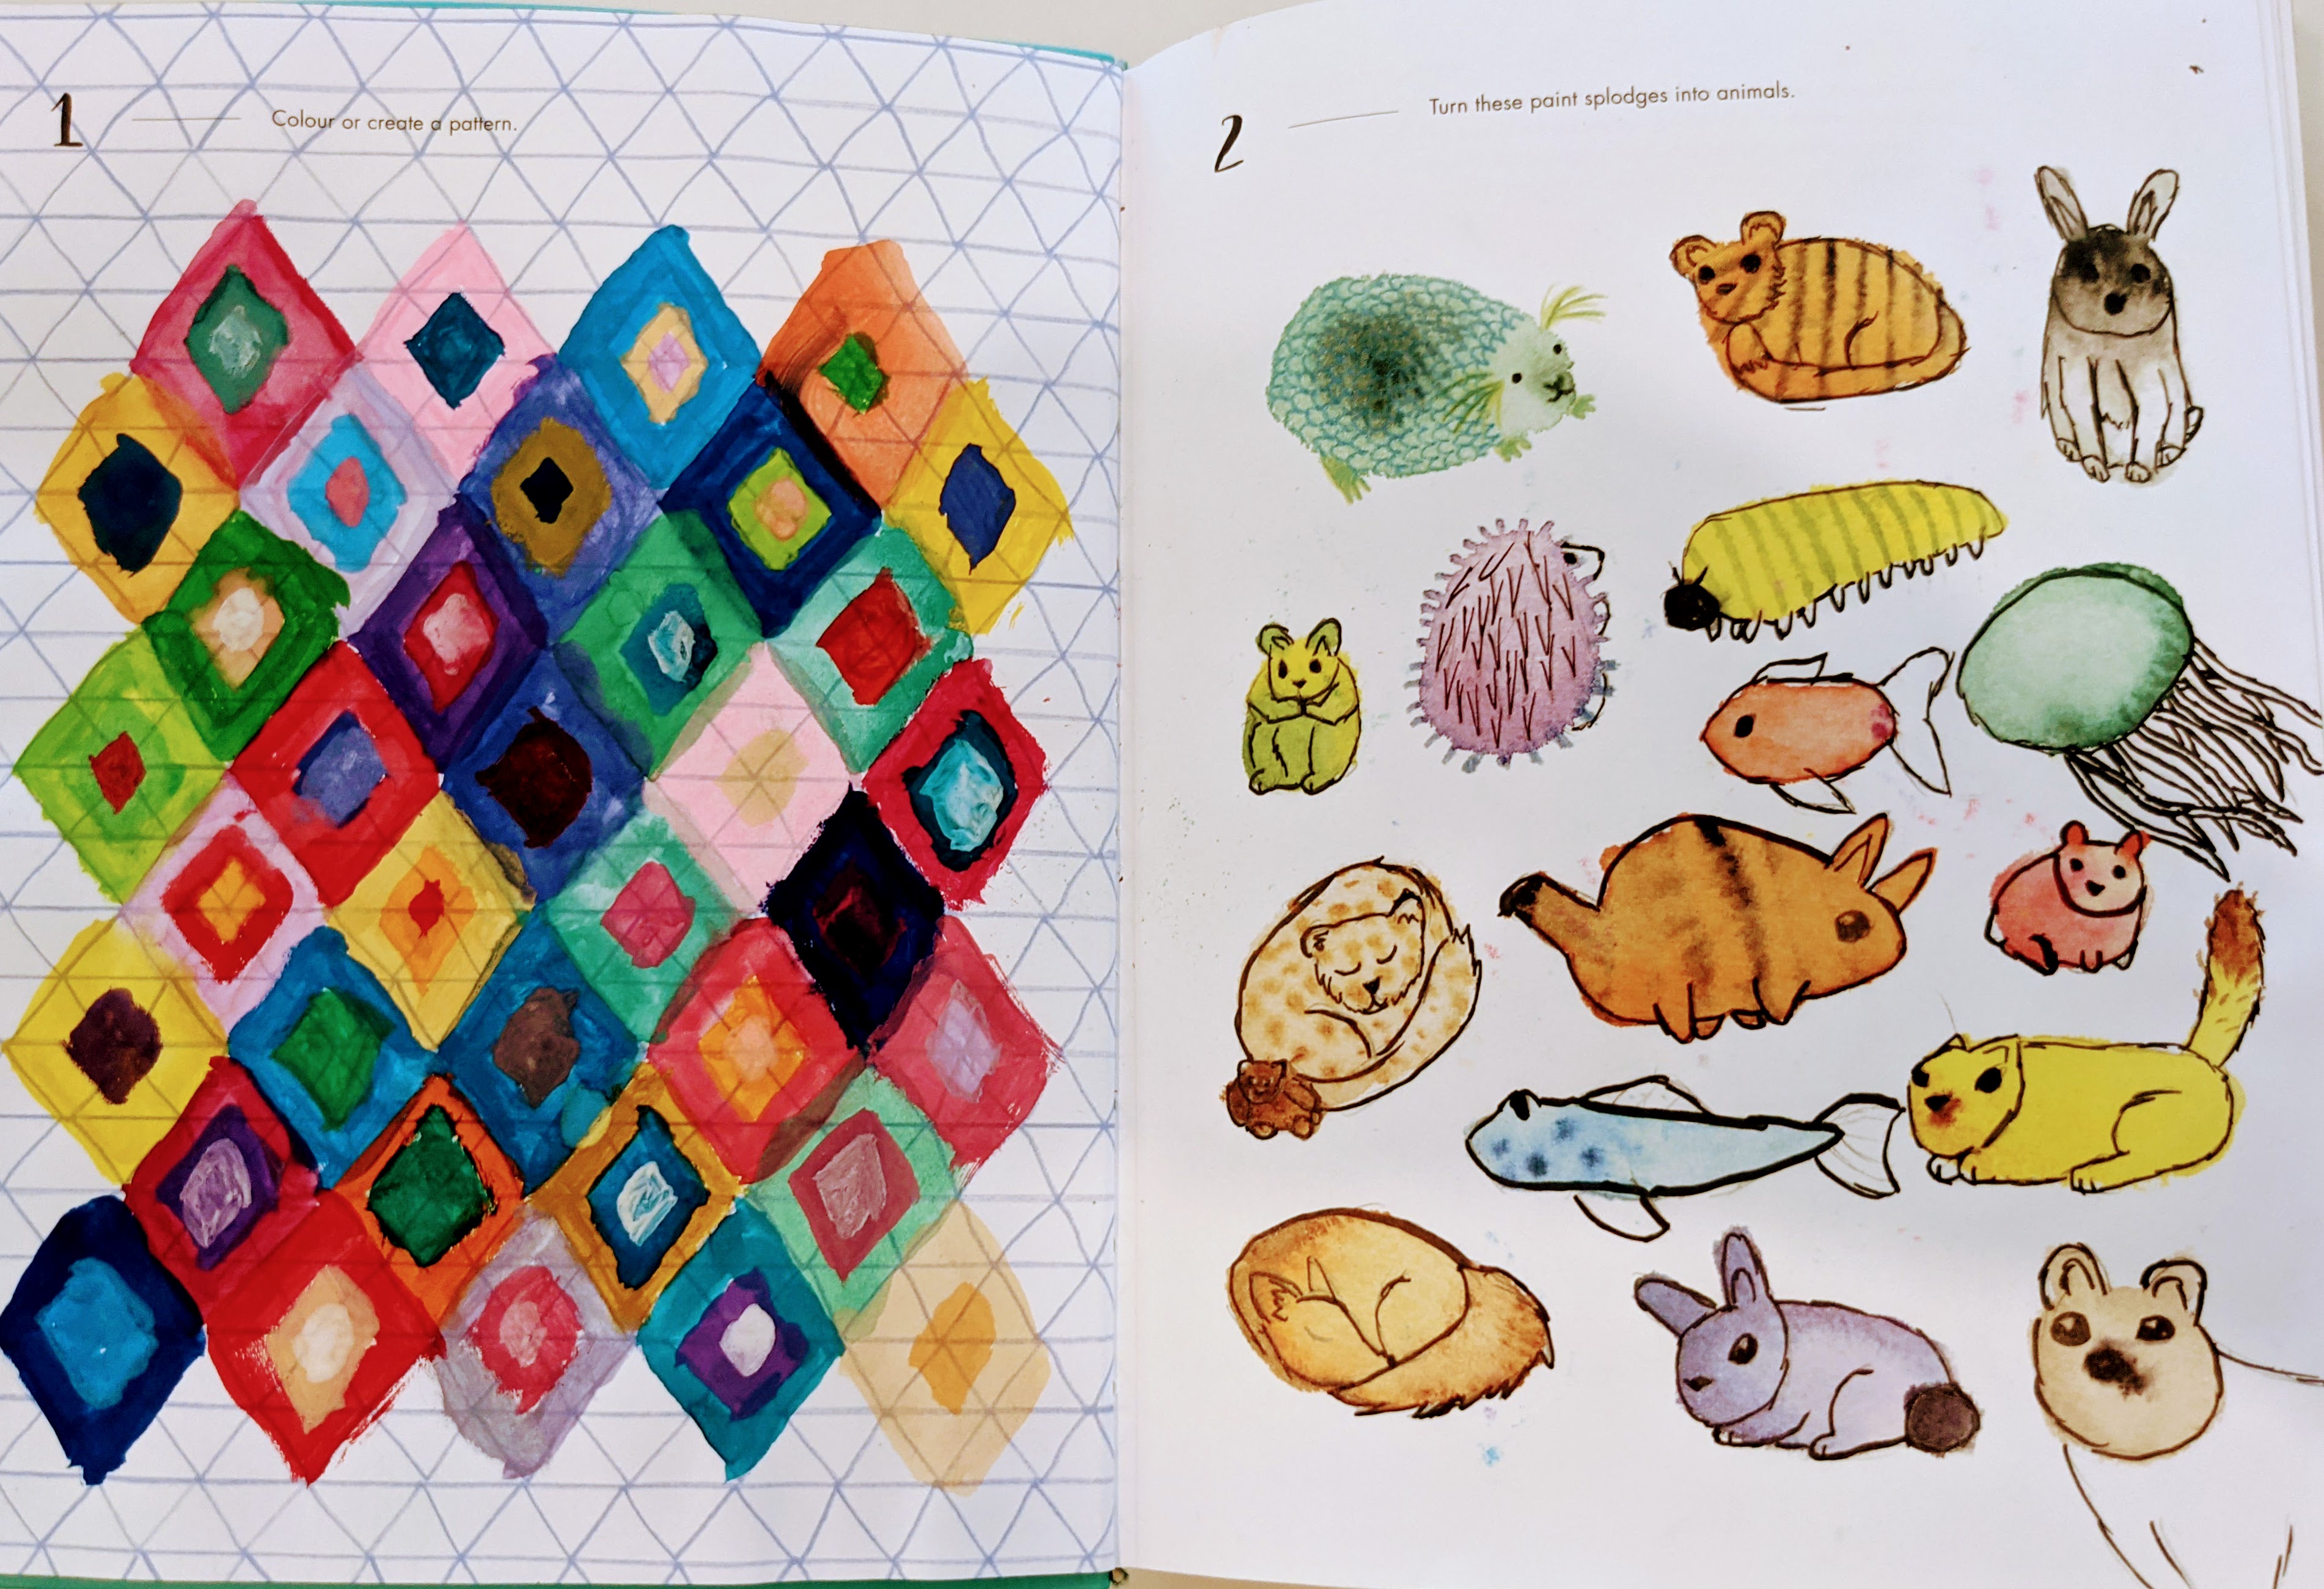 1
Colour or create a pattern.
2
Turn these paint splodges into animals.